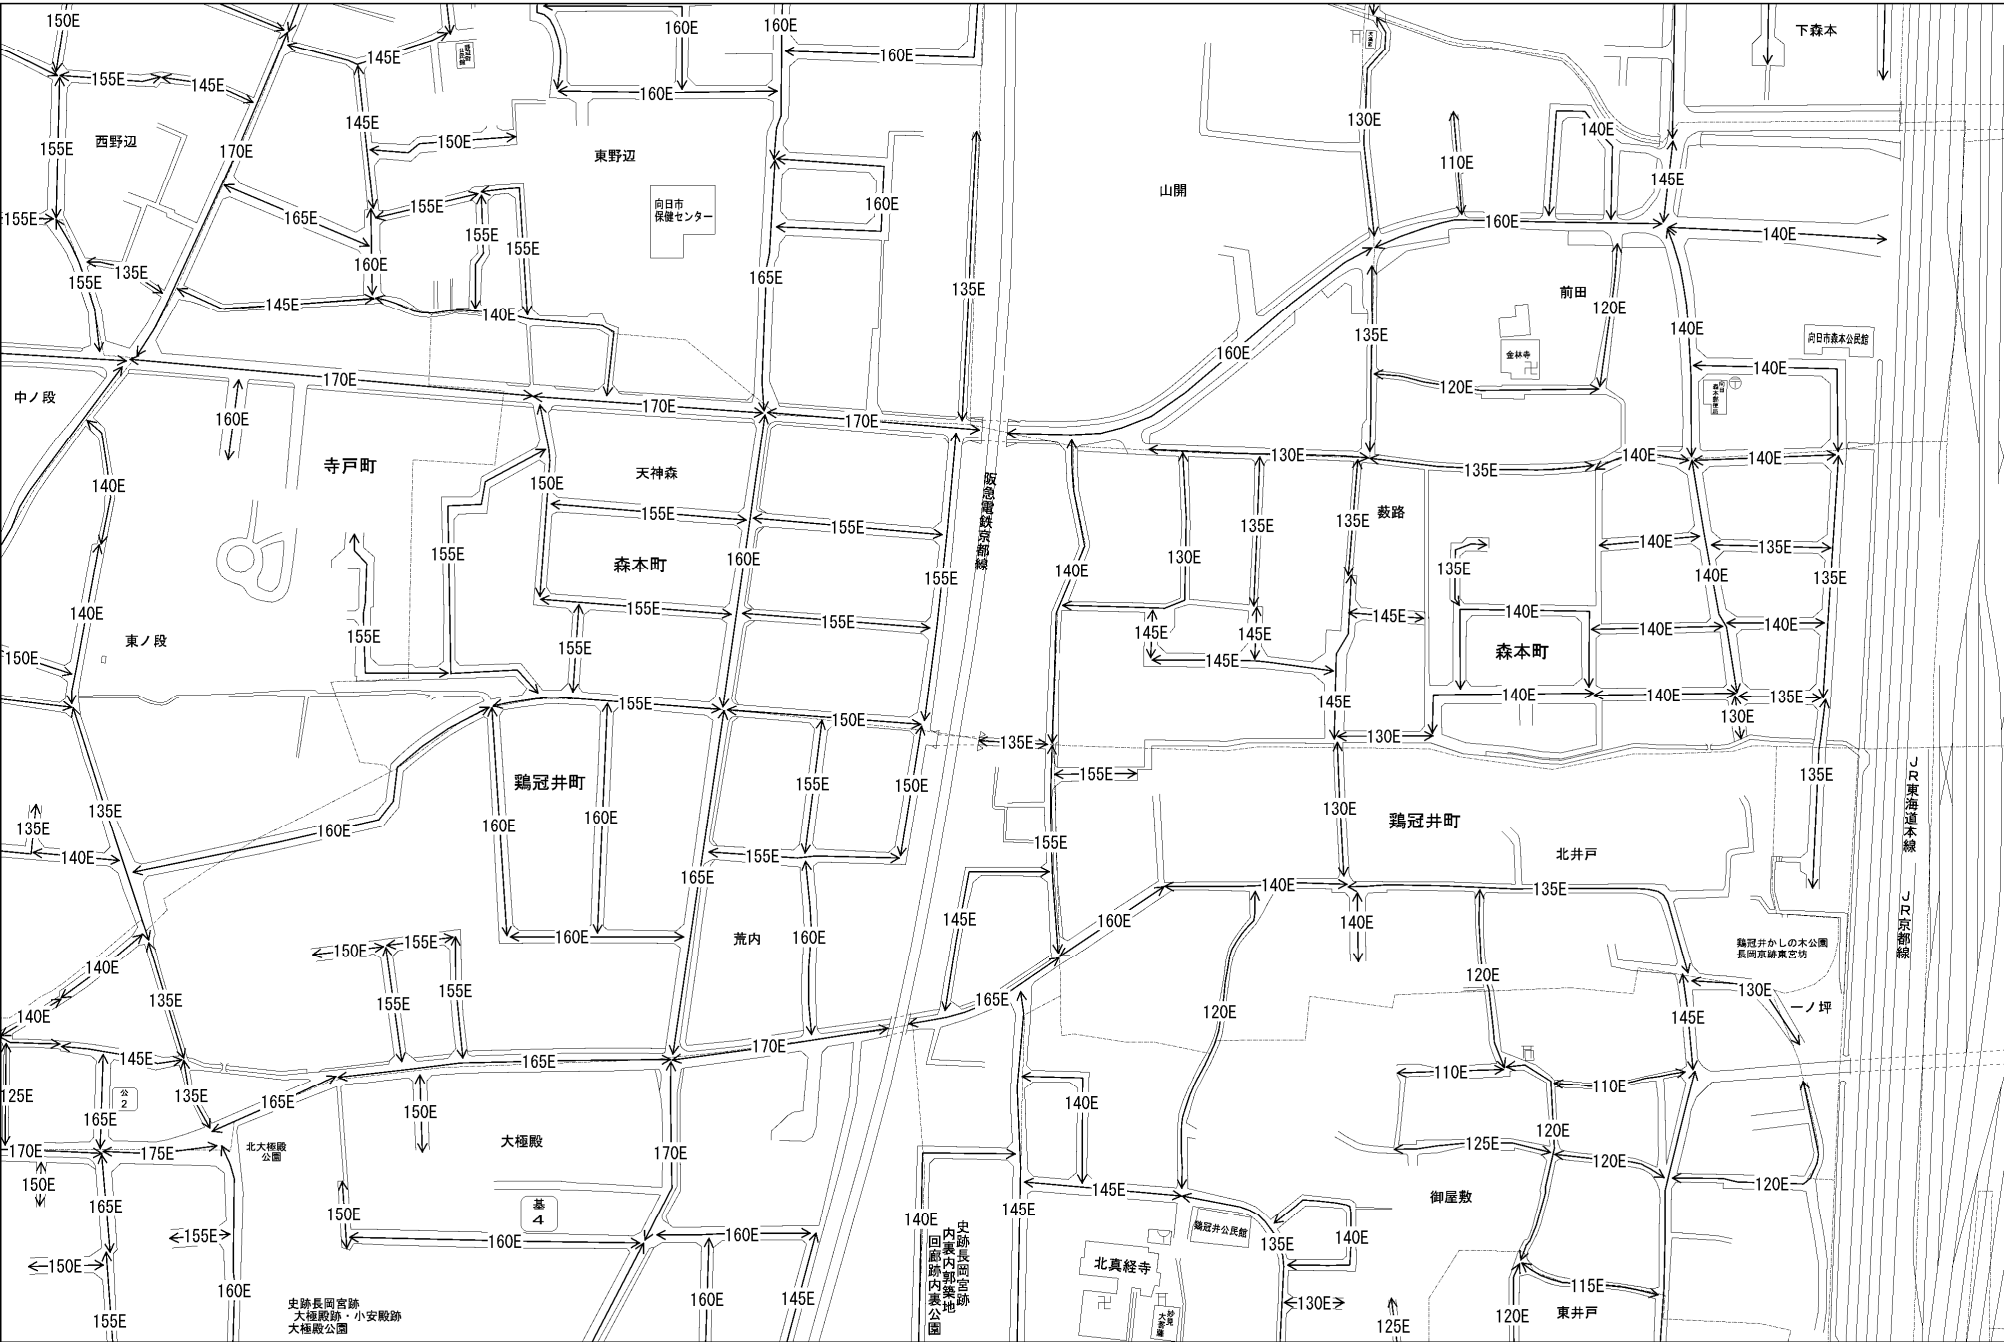 150E
160E
160E
下森本
145E
160E
155E
145E
160E
145E
130E
140E
西野辺
155E
170E
150E
東野辺
110E
145E
山開
向日市
保健センター
155E
165E
155E
160E
155E
155E
160E
140E
155E
135E
160E
165E
135E
前田
145E
140E
120E
140E
135E
向日市森本公民館
160E
金林寺
170E
120E
140E
中ノ段
160E
170E
170E
寺戸町
天神森
130E
135E
140E
140E
140E
150E
阪急電鉄京都線
155E
155E
135E
135E
薮路
155E
森本町
160E
155E
140E
130E
135E
140E
135E
140E
135E
140E
155E
155E
145E
140E
140E
東ノ段
155E
155E
145E
145E
140E
森本町
150E
145E
155E
150E
145E
140E
140E
135E
130E
135E
130E
155E
135E
鶏冠井町
155E
150E
JR東海道本線
135E
160E
160E
160E
130E
鶏冠井町
135E
140E
155E
155E
北井戸
165E
140E
135E
JR京都線
145E
160E
140E
150E
155E
160E
160E
荒内
鶏冠井かしの木公園
長岡京跡東宮坊
140E
120E
130E
一ノ坪
135E
155E
155E
165E
140E
120E
145E
145E
165E
170E
110E
110E
125E
135E
公
2
165E
165E
150E
140E
120E
170E
175E
北大極殿
公園
大極殿
170E
125E
120E
150E
145E
120E
165E
150E
基
4
140E
145E
御屋敷
155E
160E
160E
鶏冠井公民館
135E
140E
150E
北真経寺
160E
史跡長岡宮跡
内裏内郭築地
回廊跡内裏公園
115E
史跡長岡宮跡
大極殿跡・小安殿跡
大極殿公園
160E
145E
130E
東井戸
155E
120E
125E